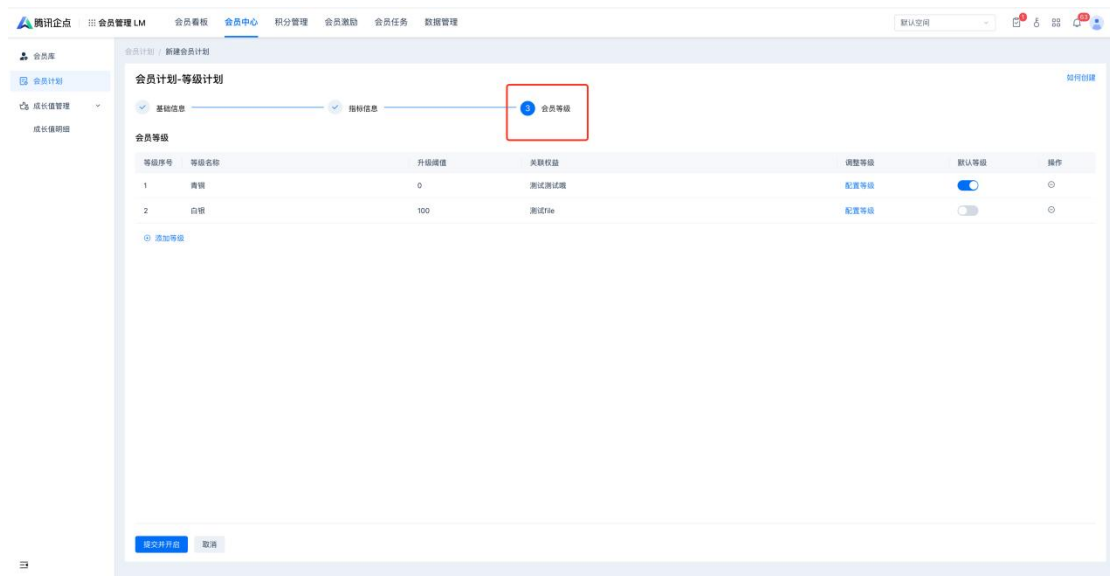 腾讯企点 会员管理 LM 会员看板 会员中心 积分管理 会员激励 会员任务 数据管理 默认空间 1 63
会员库
会员计划
成长值管理
成长值明细
会员计划 / 新建会员计划
会员计划-等级计划 如何创建
基础信息 指标信息 3 会员等级
会员等级
等级序号 等级名称 升级阈值 关联权益 调整等级 默认等级 操作
1 青铜 0 测试测试哦 配置等级
2 白银 100 测试file 配置等级
添加等级
提交并开启 取消